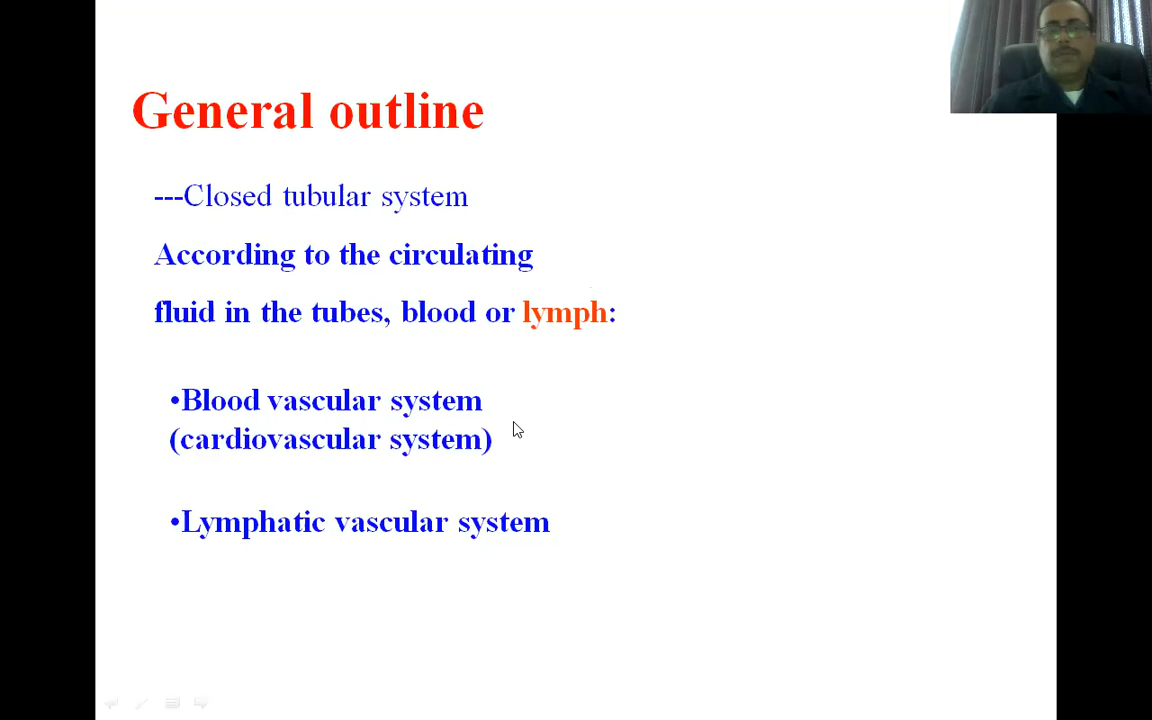 General outline
---Closed tubular system
According to the circulating
fluid in the tubes, blood or lymph:
•Blood vascular system
(cardiovascular system)
•Lymphatic vascular system